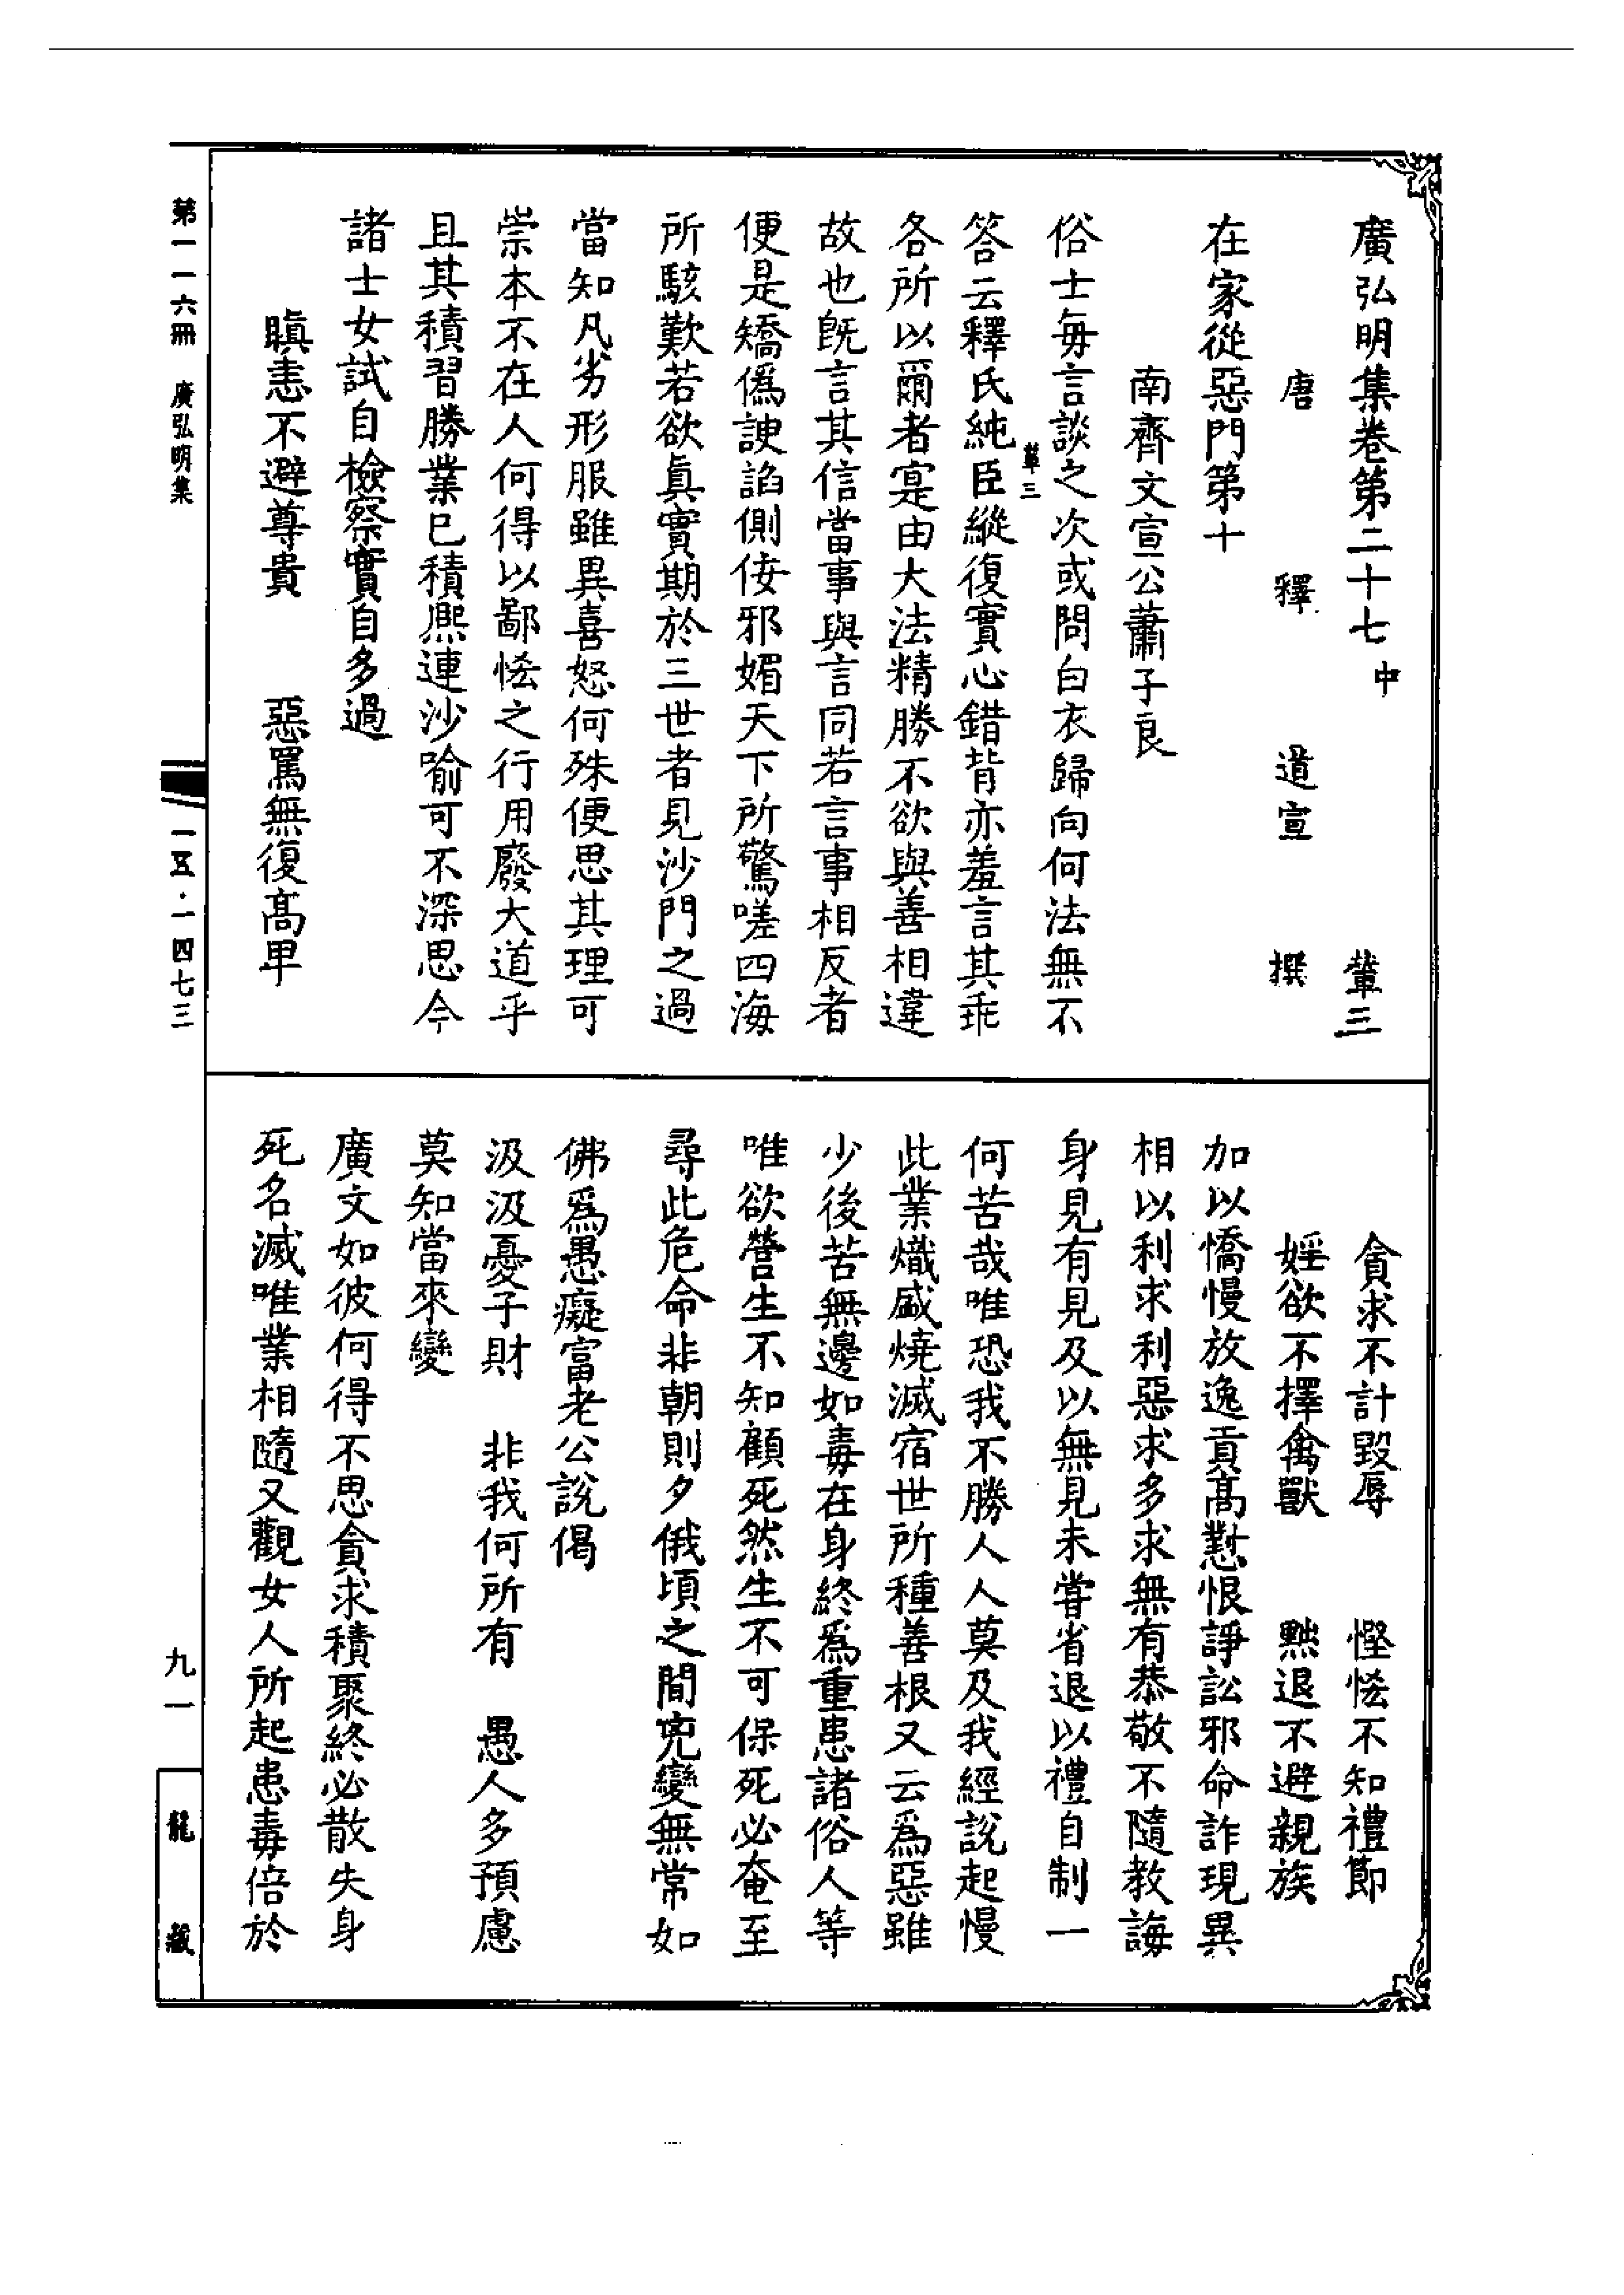 廣弘明集卷第二十七中 輦三
唐 釋 道宣 撰
在家從惡門第十
南齊文宣公蕭子良
俗士每言談之次或問白衣歸向何法無不
輦三
答云釋氏純臣縱復實心錯背亦羞言其乖
各所以爾者寔由大法精勝不欲與善相違
故也旣言其信當事與言同若言事相反者
便是矯僞諛諂側侫邪媚天下所驚嗟四海
所駭歎若欲眞實期於三世者見沙門之過
當知凡劣形服雖異喜怒何殊便思其理可
崇本不在人何得以鄙悋之行用廢大道乎
且其積習勝業已積熈連沙喻可不深思今
諸士女試自檢察實自多過
瞋恚不避尊貴 惡罵無復髙卑
貪求不計毀辱 慳悋不知禮節
婬欲不擇禽獸 黜退不避親族
加以憍慢放逸貢髙懟恨諍訟邪命詐現異
相以利求利惡求多求無有恭敬不隨教誨
身見有見及以無見未甞省退以禮自制一
何苦哉唯恐我不勝人人莫及我經說起慢
此業熾盛燒滅宿世所種善根又云爲惡雖
少後苦無邊如毒在身終爲重患諸俗人等
唯欲營生不知顧死然生不可保死必奄至
尋此危命非朝則夕俄頃之間凶變無常如
佛爲愚癡富老公說偈
汲汲憂子財 非我何所有 愚人多預慮
莫知當來變
廣文如彼何得不思貪求積聚終必散失身
死名滅唯業相隨又觀女人所起患毒倍於
第一一六冊 廣弘明集
一五·一四七三
九一
龍藏